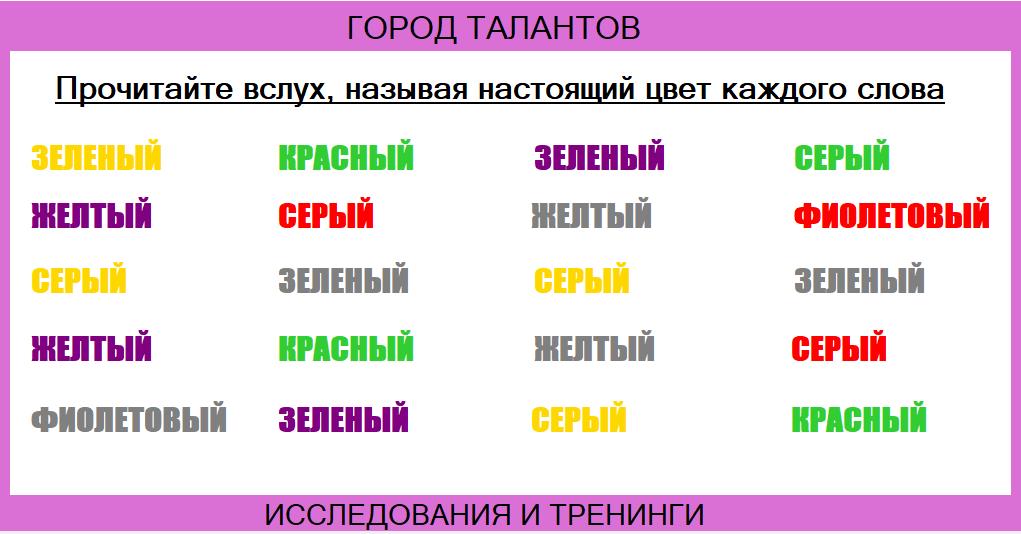 ГОРОД ТАЛАНТОВ
Прочитайте вслух, называя настоящий цвет каждого слова
ЗЕЛЕНЫЙ КРАСНЫЙ ЗЕЛЕНЫЙ СЕРЫЙ
ЖЕЛТЫЙ СЕРЫЙ ЖЕЛТЫЙ ФИОЛЕТОВЫЙ
СЕРЫЙ ЗЕЛЕНЫЙ СЕРЫЙ ЗЕЛЕНЫЙ
ЖЕЛТЫЙ КРАСНЫЙ ЖЕЛТЫЙ СЕРЫЙ
ФИОЛЕТОВЫЙ ЗЕЛЕНЫЙ СЕРЫЙ КРАСНЫЙ
ИССЛЕДОВАНИЯ И ТРЕНИНГИ